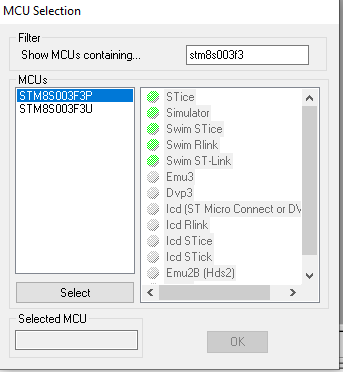 MCU Selection
Filter
Show MCUs containing...
stm8s003f3
MCUs
STM8S003F3P
STM8S003F3U
STice
Simulator
Swim STice
Swim Rlink
Swim ST-Link
Emu3
Dvp3
Icd (ST Micro Connect or DV
Icd Rlink
Icd STice
Icd STick
Emu2B (Hds2)
Select
Selected MCU
OK